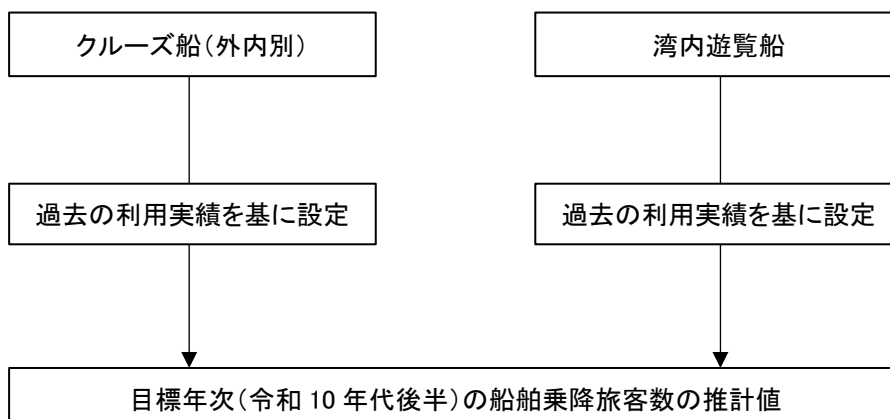 クルーズ船（外内別）
湾内遊覧船
過去の利用実績を基に設定
過去の利用実績を基に設定
目標年次（令和 10 年代後半）の船舶乗降旅客数の推計値